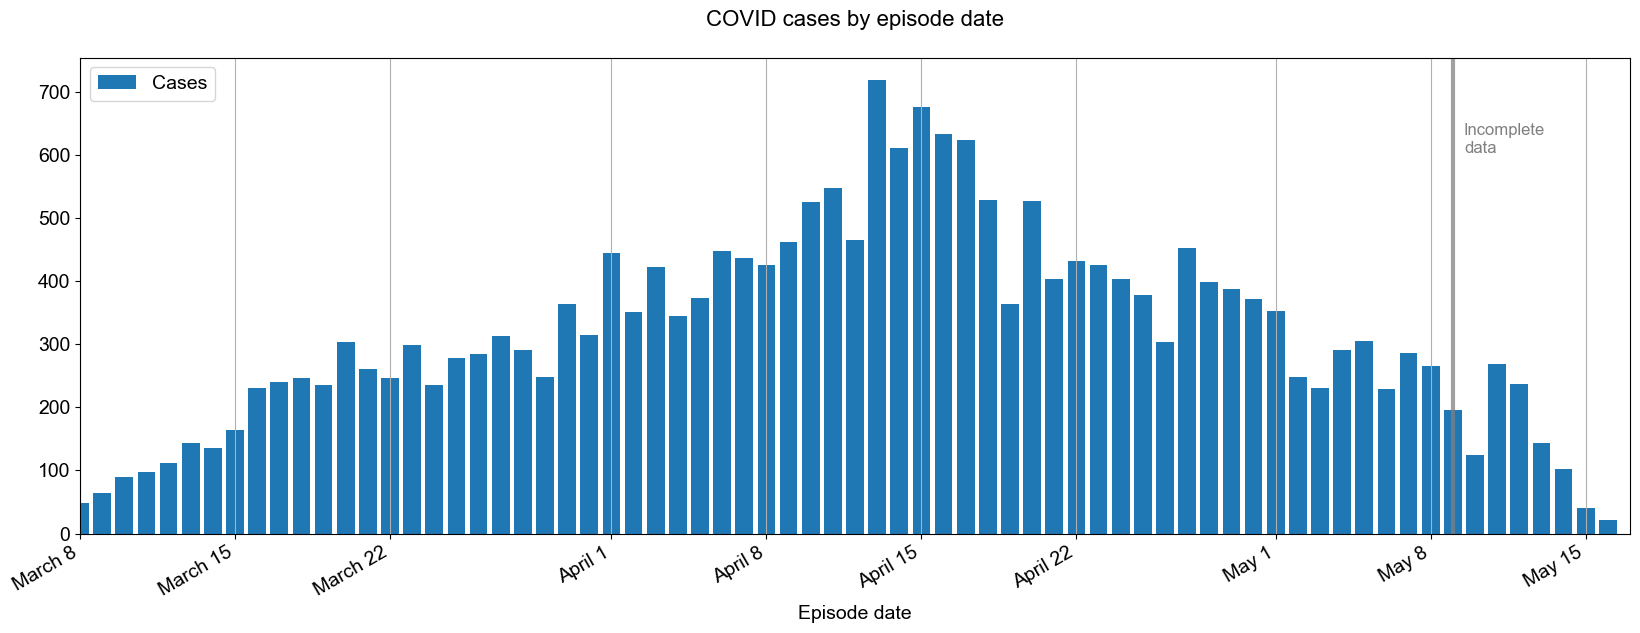 COVID cases by episode date
Cases
700
600
500
400
300
200
100
0
Incomplete
data
March 8
March 15
March 22
April 1
April 8
April 15
April 22
May 1
May 8
May 15
Episode date